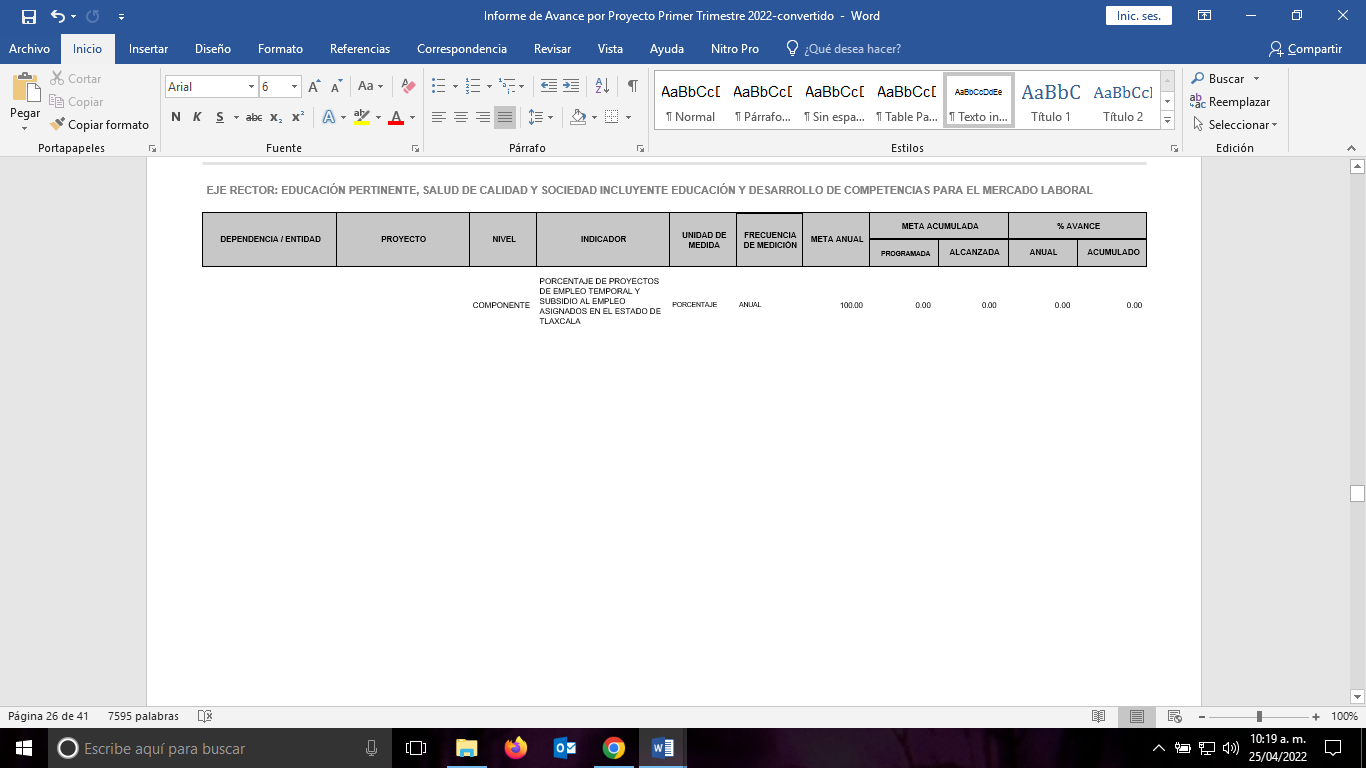 Informe de Avance por Proyecto Primer Trimestre 2022-convertido - Word
Inic. ses.
Archivo Inicio Insertar Diseño Formato Referencias Correspondencia Revisar Vista Ayuda Nitro Pro ¿Qué desea hacer? Compartir
Pegar
Cortar
Copiar
Copiar formato
Portapapeles
Arial 6
N K S abc x₂ x² A ab A
Fuente
Párrafo
AaBbCcD AaBbCcD AaBbCcD AaBbCcD AaBbCcDdEe AaBbC AaBbCcI
¶ Normal ¶ Párrafo... ¶ Sin espa... ¶ Table Pa... ¶ Texto in... Título 1 Título 2
Estilos
Buscar
Reemplazar
Seleccionar
Edición
EJE RECTOR: EDUCACIÓN PERTINENTE, SALUD DE CALIDAD Y SOCIEDAD INCLUYENTE EDUCACIÓN Y DESARROLLO DE COMPETENCIAS PARA EL MERCADO LABORAL
DEPENDENCIA / ENTIDAD
PROYECTO
NIVEL
INDICADOR
UNIDAD DE
MEDIDA
FRECUENCIA
DE MEDICIÓN
META ANUAL
META ACUMULADA
% AVANCE
PROGRAMADA ALCANZADA ANUAL ACUMULADO
COMPONENTE
PORCENTAJE DE PROYECTOS
DE EMPLEO TEMPORAL Y
SUBSIDIO AL EMPLEO
ASIGNADOS EN EL ESTADO DE
TLAXCALA
PORCENTAJE ANUAL 100.00 0.00 0.00 0.00 0.00
Página 26 de 41 7595 palabras 100%
Escribe aquí para buscar
10:19 a. m.
25/04/2022